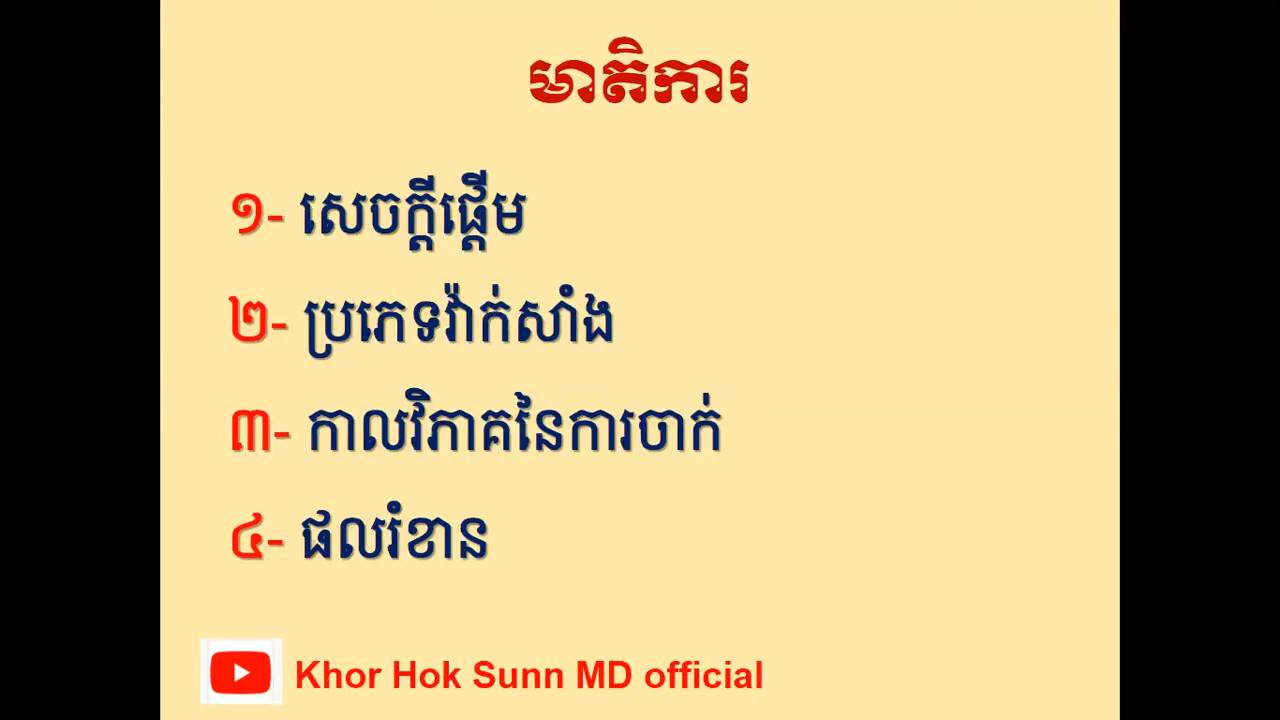 មាតិការ
១- សេចក្តីផ្តើម
២- ប្រភេទវ៉ាក់សាំង
៣- កាលវិភាគនៃការចាក់
៤- ផលរំខាន
Khor Hok Sunn MD official